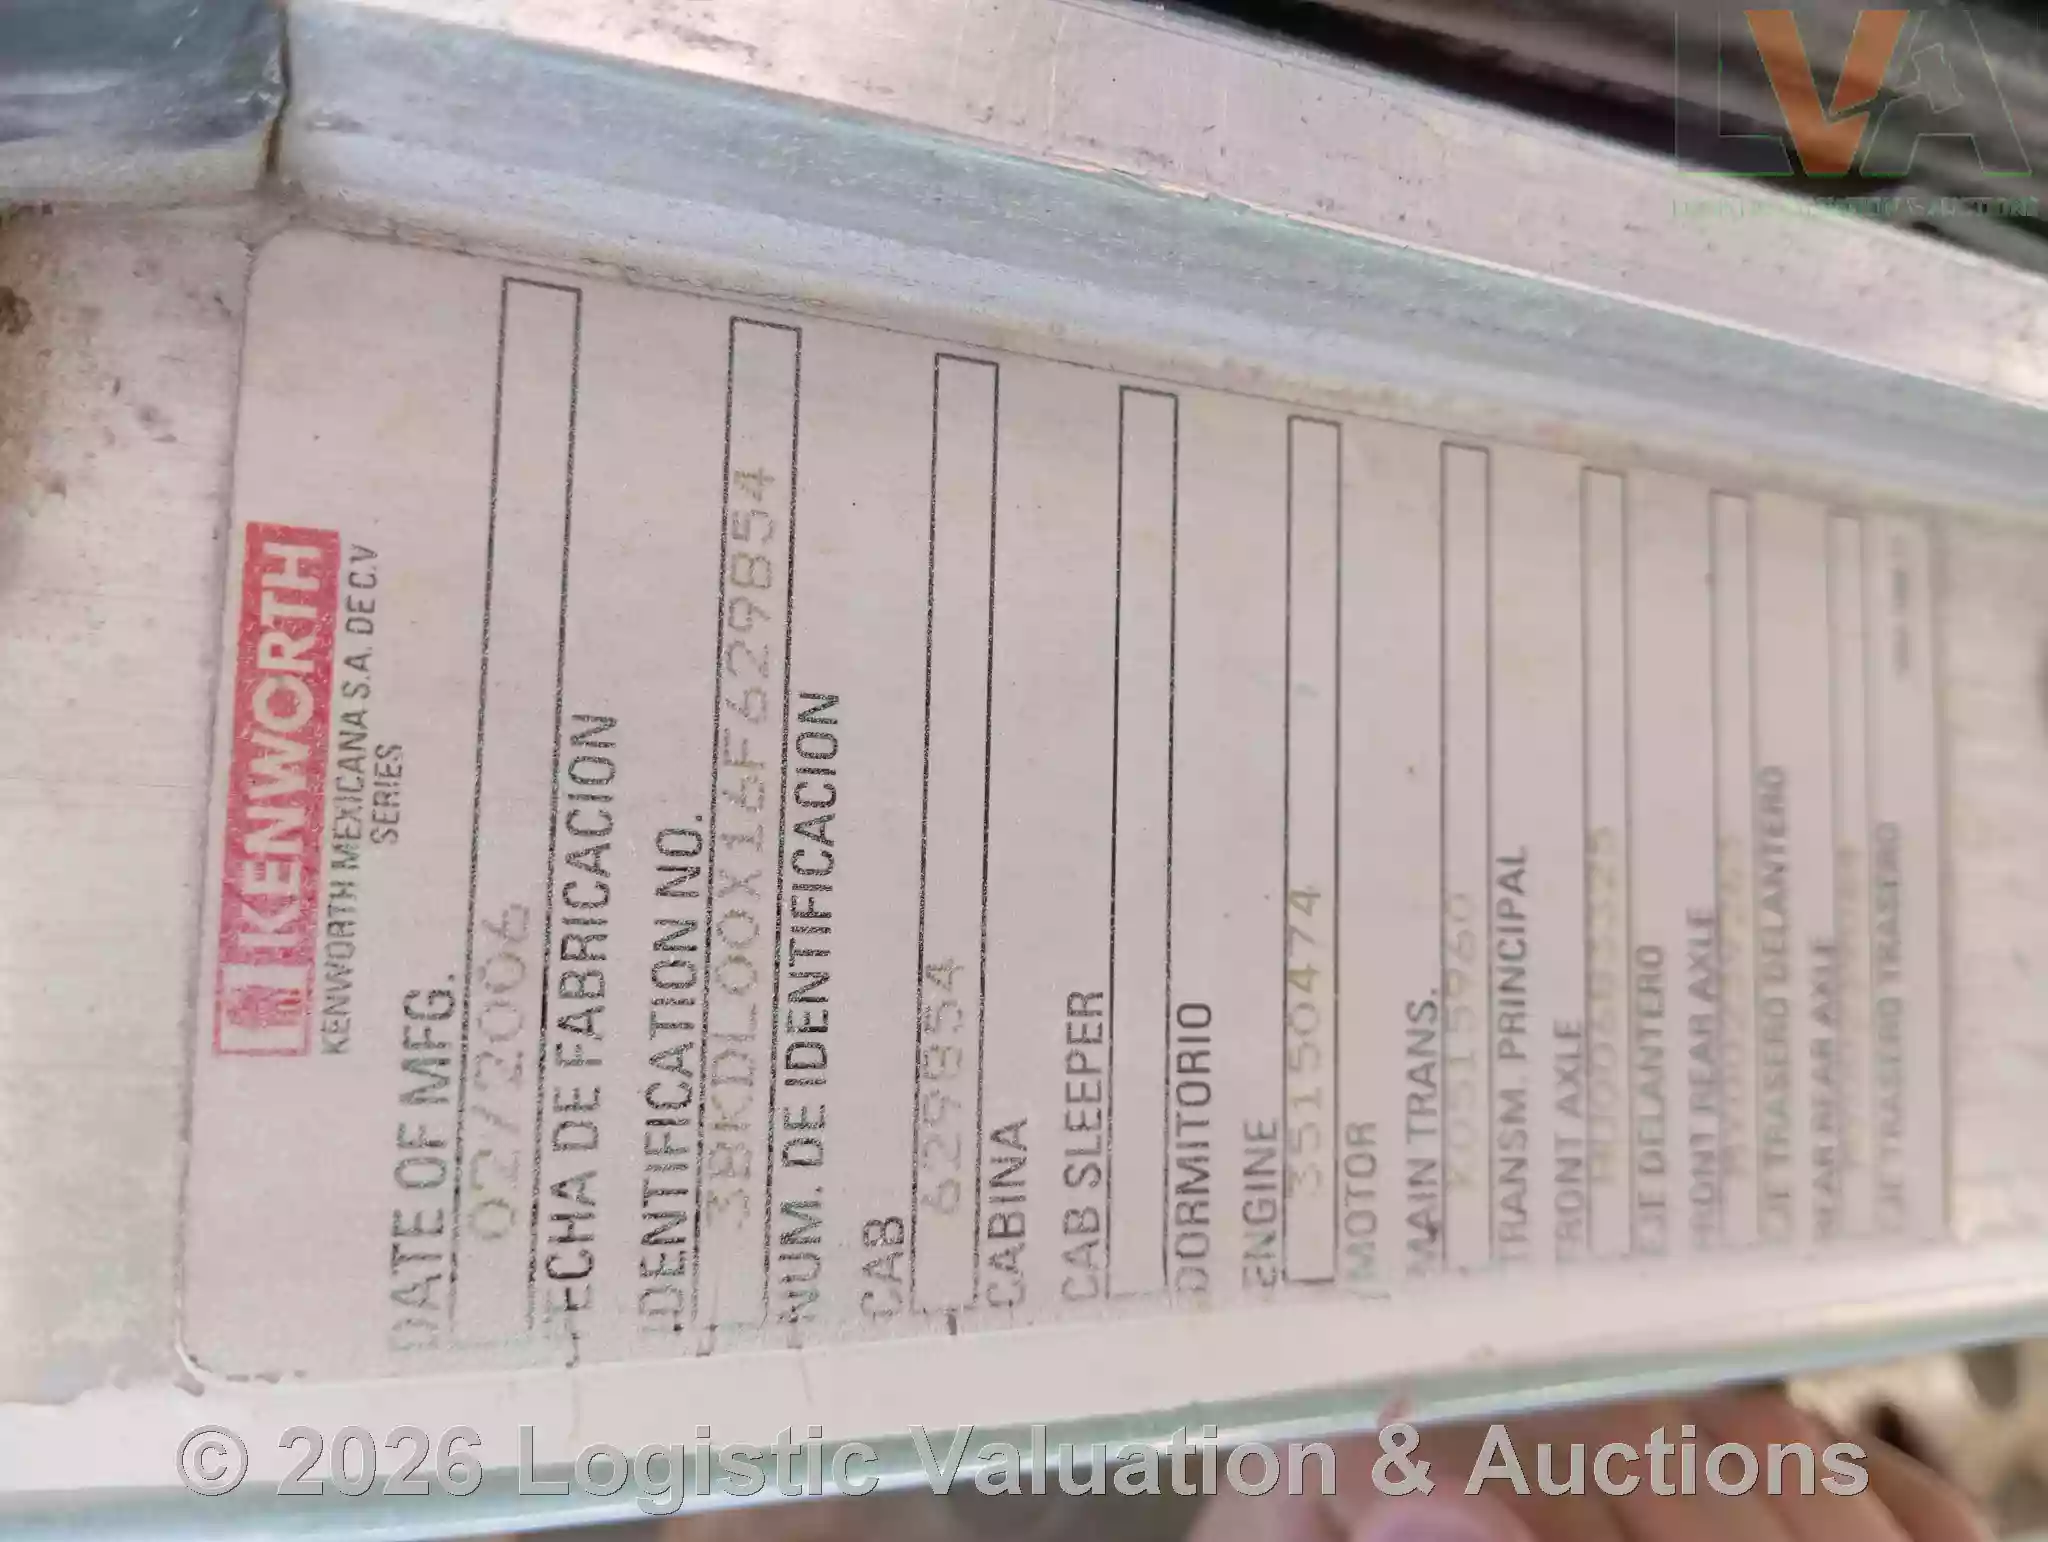 KENWORTH
KENWORTH MEXICANA S.A. DE C.V
SERIES
DATE OF MFG.
02/2006
FECHA DE FABRICACION
IDENTIFICATION NO.
3BKDL00X16F629854
NUM. DE IDENTIFICACION
CAB
629854
CABINA
CAB SLEEPER
DORMITORIO
ENGINE
35150474
MOTOR
MAIN TRANS.
TRANSM. PRINCIPAL
FRONT AXLE
EJE DELANTERO
FRONT REAR AXLE
EJE TRASERO DELANTERO
REAR REAR AXLE
EJE TRASERO TRASERO
LVA
© 2026 Logistic Valuation & Auctions